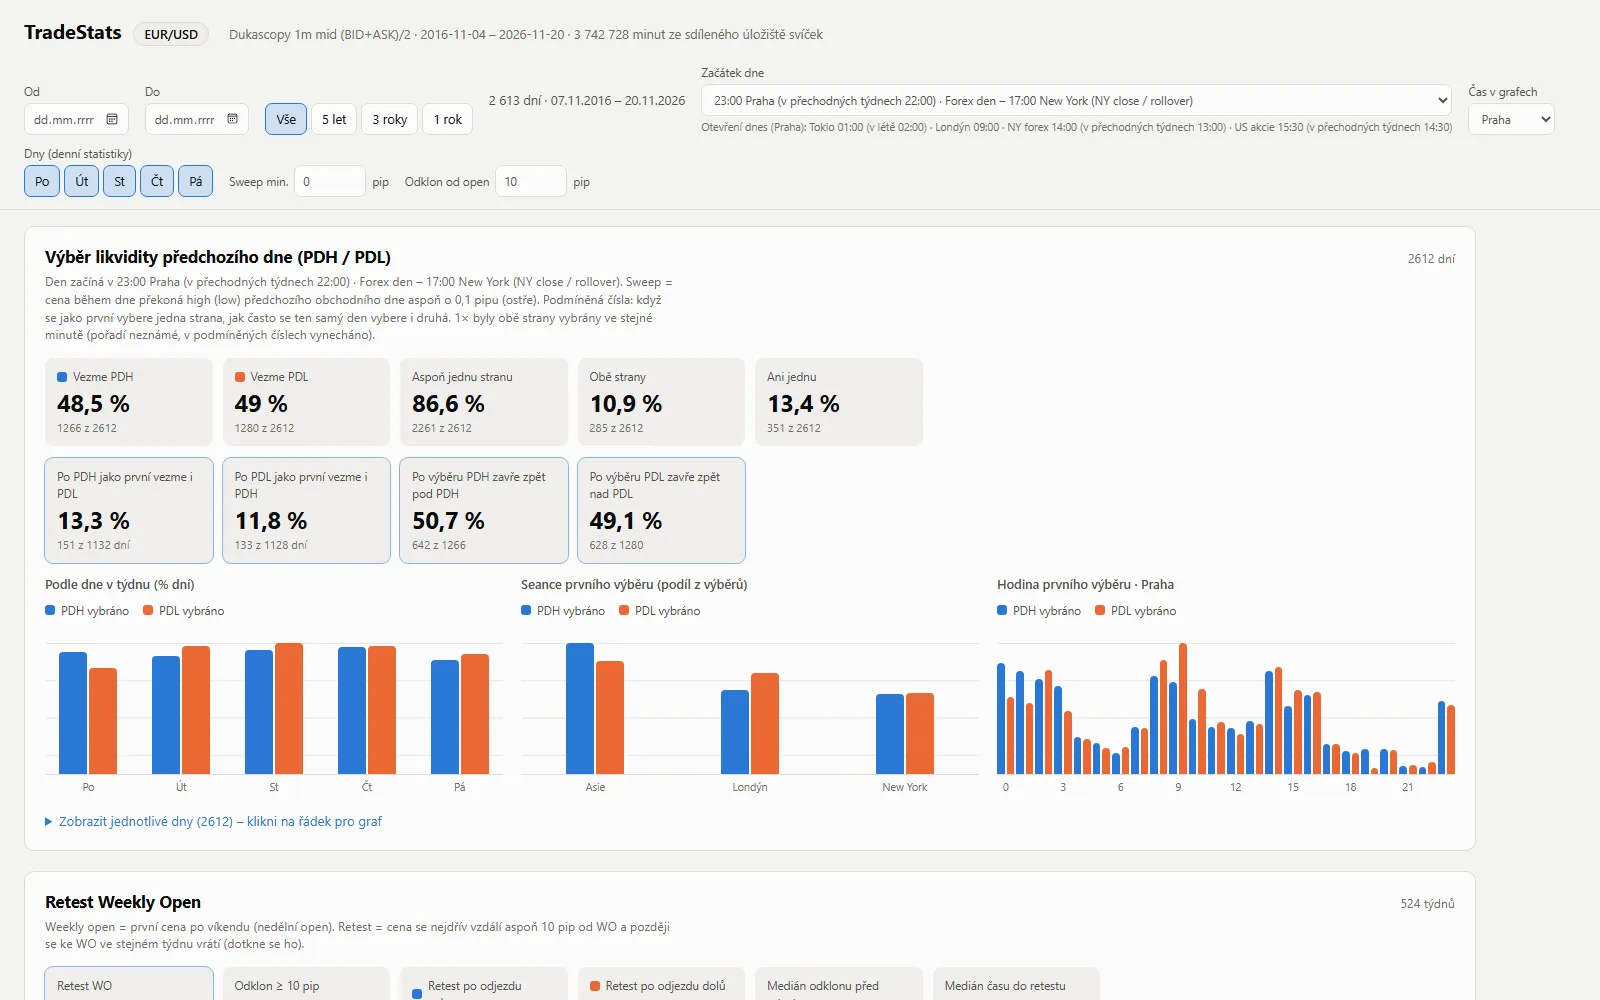 TradeStats EUR/USD Dukascopy 1m mid (BID+ASK)/2 · 2016-11-04 – 2026-11-20 · 3 742 728 minut ze sdíleného úložiště svíček
Od
dd.mm.rrrr
Do
dd.mm.rrrr
Vše 5 let 3 roky 1 rok
2 613 dní · 07.11.2016 – 20.11.2026
Začátek dne
23:00 Praha (v přechodných týdnech 22:00) · Forex den – 17:00 New York (NY close / rollover)
Otevření dnes (Praha): Tokio 01:00 (v létě 02:00) · Londýn 09:00 · NY forex 14:00 (v přechodných týdnech 13:00) · US akcie 15:30 (v přechodných týdnech 14:30)
Čas v grafech
Praha
Dny (denní statistiky)
Po Út St Čt Pá
Sweep min. 0 pip Odklon od open 10 pip
Výběr likvidity předchozího dne (PDH / PDL)
2612 dní
Den začíná v 23:00 Praha (v přechodných týdnech 22:00) · Forex den – 17:00 New York (NY close / rollover). Sweep =
cena během dne překoná high (low) předchozího obchodního dne aspoň o 0,1 pipu (ostře). Podmíněná čísla: když
se jako první vybere jedna strana, jak často se ten samý den vybere i druhá. 1× byly obě strany vybrány ve stejné
minutě (pořadí neznámé, v podmíněných číslech vynecháno).
Vezme PDH
48,5 %
1266 z 2612
Vezme PDL
49 %
1280 z 2612
Aspoň jednu stranu
86,6 %
2261 z 2612
Obě strany
10,9 %
285 z 2612
Ani jednu
13,4 %
351 z 2612
Po PDH jako první vezme i
PDL
13,3 %
151 z 1132 dní
Po PDL jako první vezme i
PDH
11,8 %
133 z 1128 dní
Po výběru PDH zavře zpět
pod PDH
50,7 %
642 z 1266
Po výběru PDL zavře zpět
nad PDL
49,1 %
628 z 1280
Podle dne v týdnu (% dní)
PDH vybráno PDL vybráno
Po Út St Čt Pá
Seance prvního výběru (podíl z výběrů)
PDH vybráno PDL vybráno
Asie Londýn New York
Hodina prvního výběru · Praha
PDH vybráno PDL vybráno
0 3 6 9 12 15 18 21
Zobrazit jednotlivé dny (2612) – klikni na řádek pro graf
Retest Weekly Open
524 týdnů
Weekly open = první cena po víkendu (nedělní open). Retest = cena se nejdřív vzdálí aspoň 10 pip od WO a později
se ke WO ve stejném týdnu vrátí (dotkne se ho).
Retest WO
Odklon ≥ 10 pip
Retest po odjezdu
Retest po odjezdu dolů
Medián odklonu před
Medián času do retestu